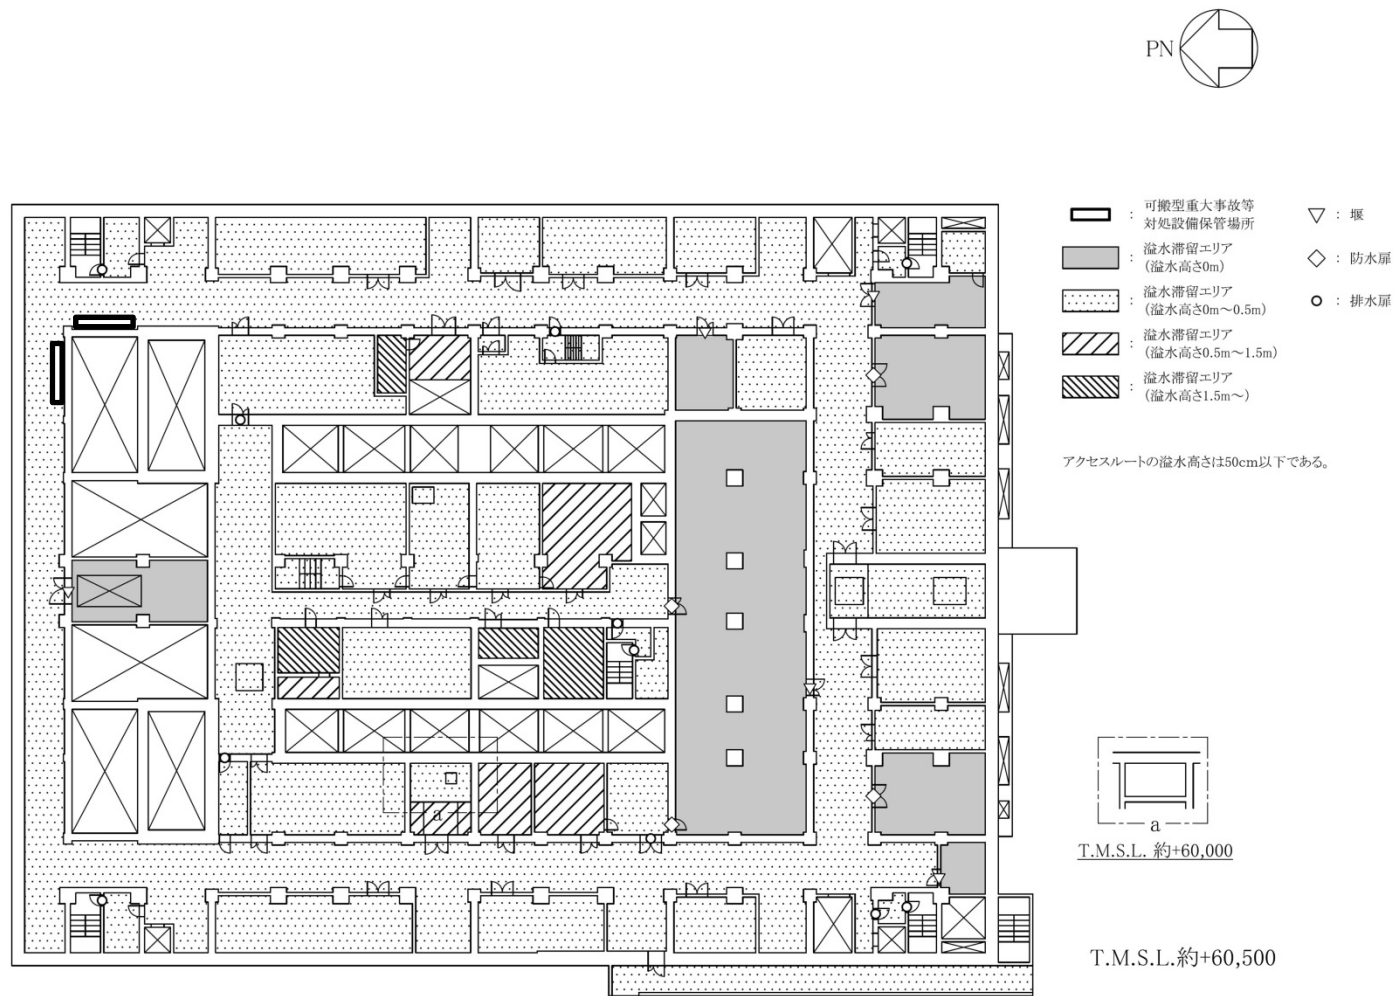 PN
: 可搬型重大事故等
対処設備保管場所
: 溢水滞留エリア
(溢水高さ0m)
: 溢水滞留エリア
(溢水高さ0m～0.5m)
: 溢水滞留エリア
(溢水高さ0.5m～1.5m)
: 溢水滞留エリア
(溢水高さ1.5m～)
: 堰
: 防水扉
: 排水扉
アクセスルートの溢水高さは50cm以下である。
a
a
T.M.S.L. 約+60,000
T.M.S.L.約+60,500